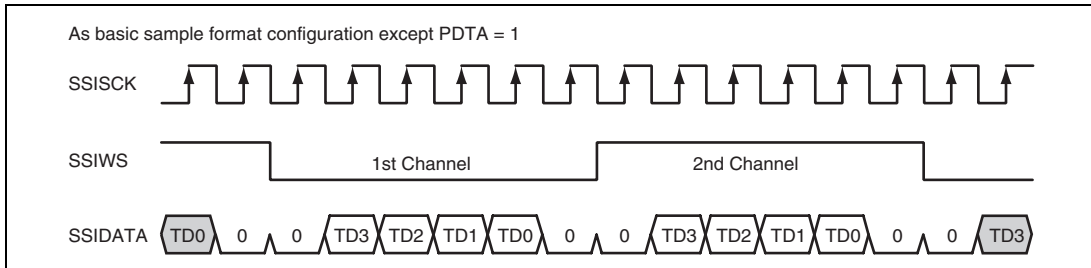 As basic sample format configuration except PDTA = 1
SSISCK
SSIWS 1st Channel 2nd Channel
SSIDATA TD0 0 0 TD3 TD2 TD1 TD0 0 0 TD3 TD2 TD1 TD0 0 0 TD3